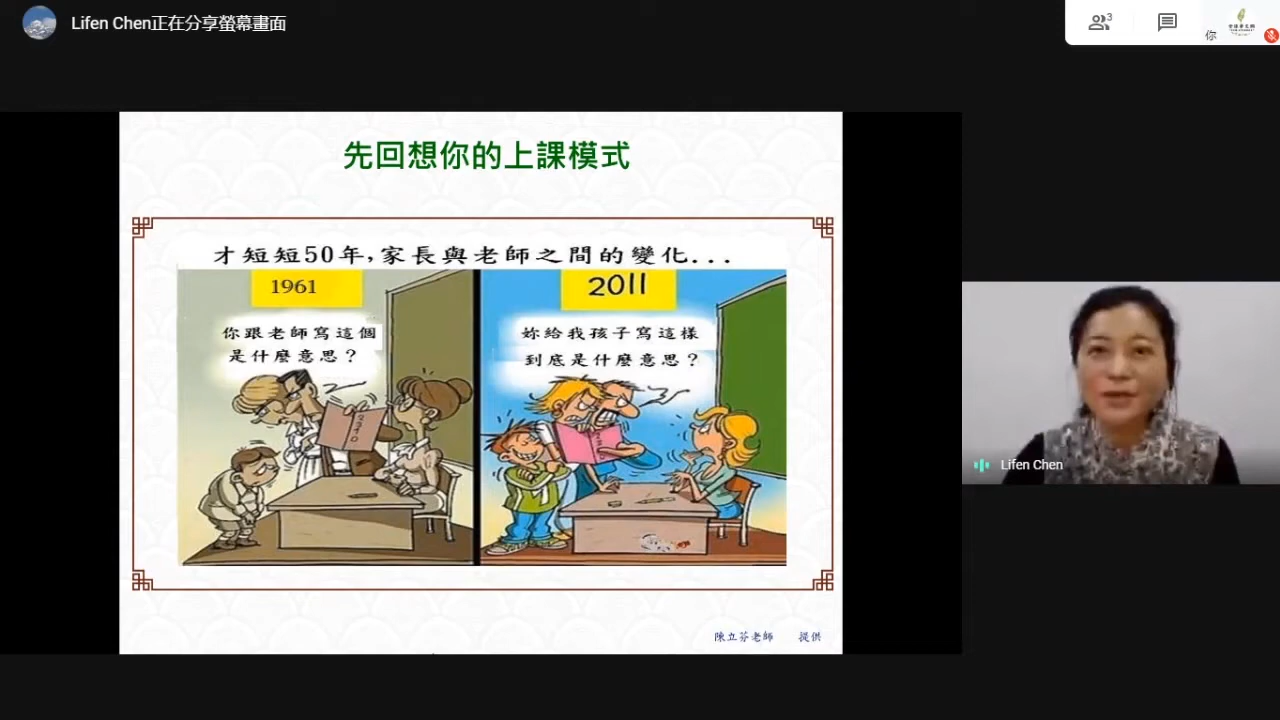 Lifen Chen正在分享螢幕畫面
3
你
先回想你的上課模式
才短短50年,家長與老師之間的變化...
1961
你跟老師寫這個
是什麼意思？
2011
妳給我孩子寫這樣
到底是什麼意思？
Lifen Chen
陳立芬老師 提供